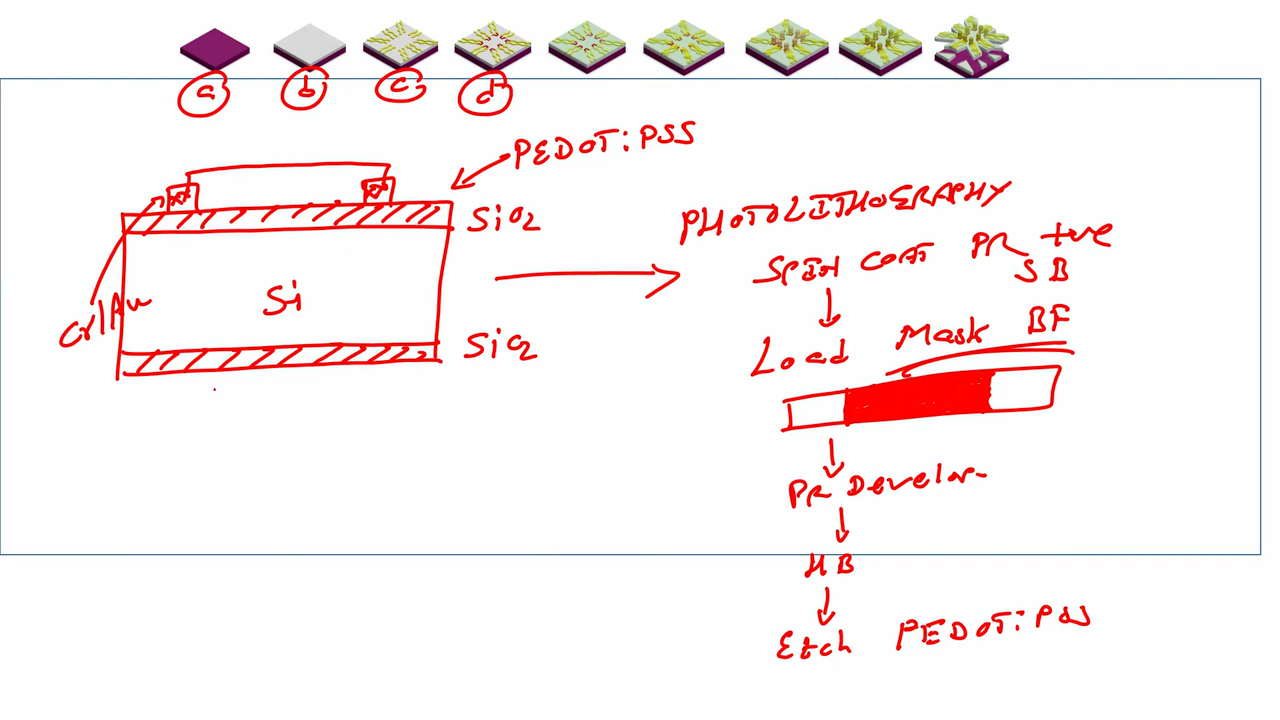 a b c d
PEDOT: PSS
SiO2
Si
Cr/Au
SiO2
PHOTOLITHOGRAPHY
SPIN COAT PR +ve
SB
Load Mask BF
PR Develop
HB
Etch PEDOT: PSS